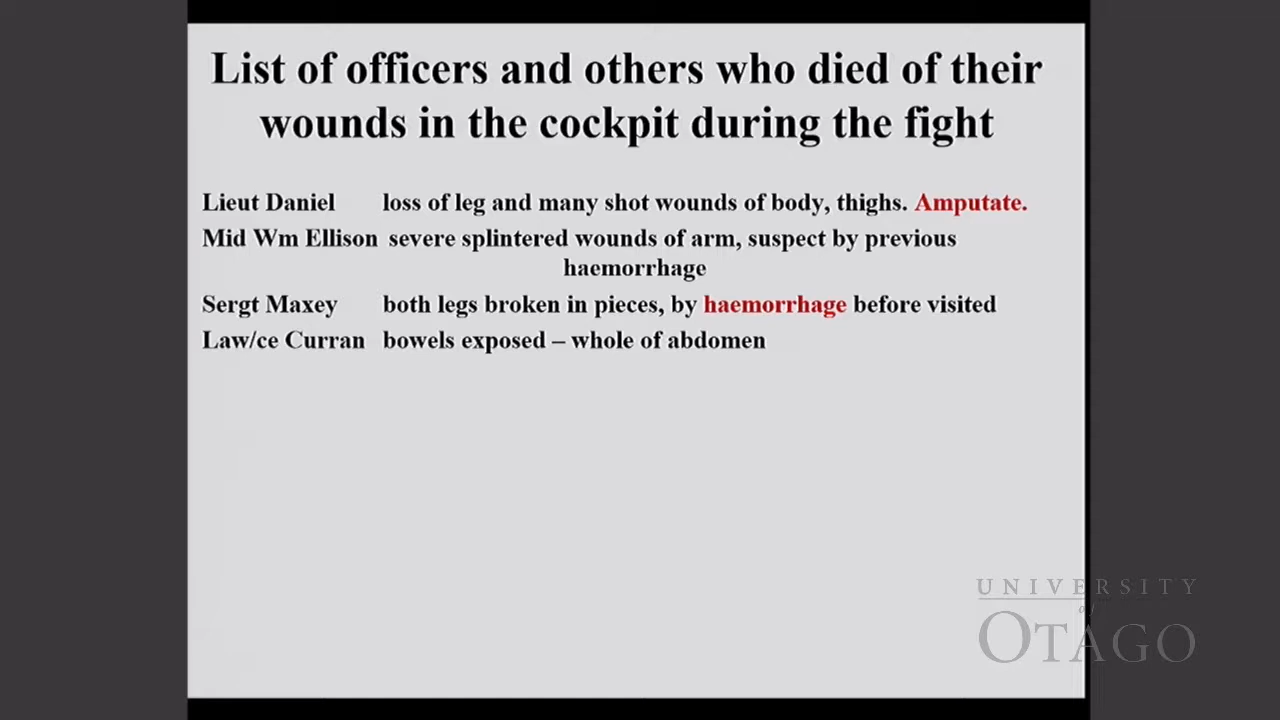 List of officers and others who died of their
wounds in the cockpit during the fight
Lieut Daniel loss of leg and many shot wounds of body, thighs. Amputate.
Mid Wm Ellison severe splintered wounds of arm, suspect by previous
haemorrhage
Sergt Maxey both legs broken in pieces, by haemorrhage before visited
Law/ce Curran bowels exposed – whole of abdomen
UNIVERSITY
of
OTAGO